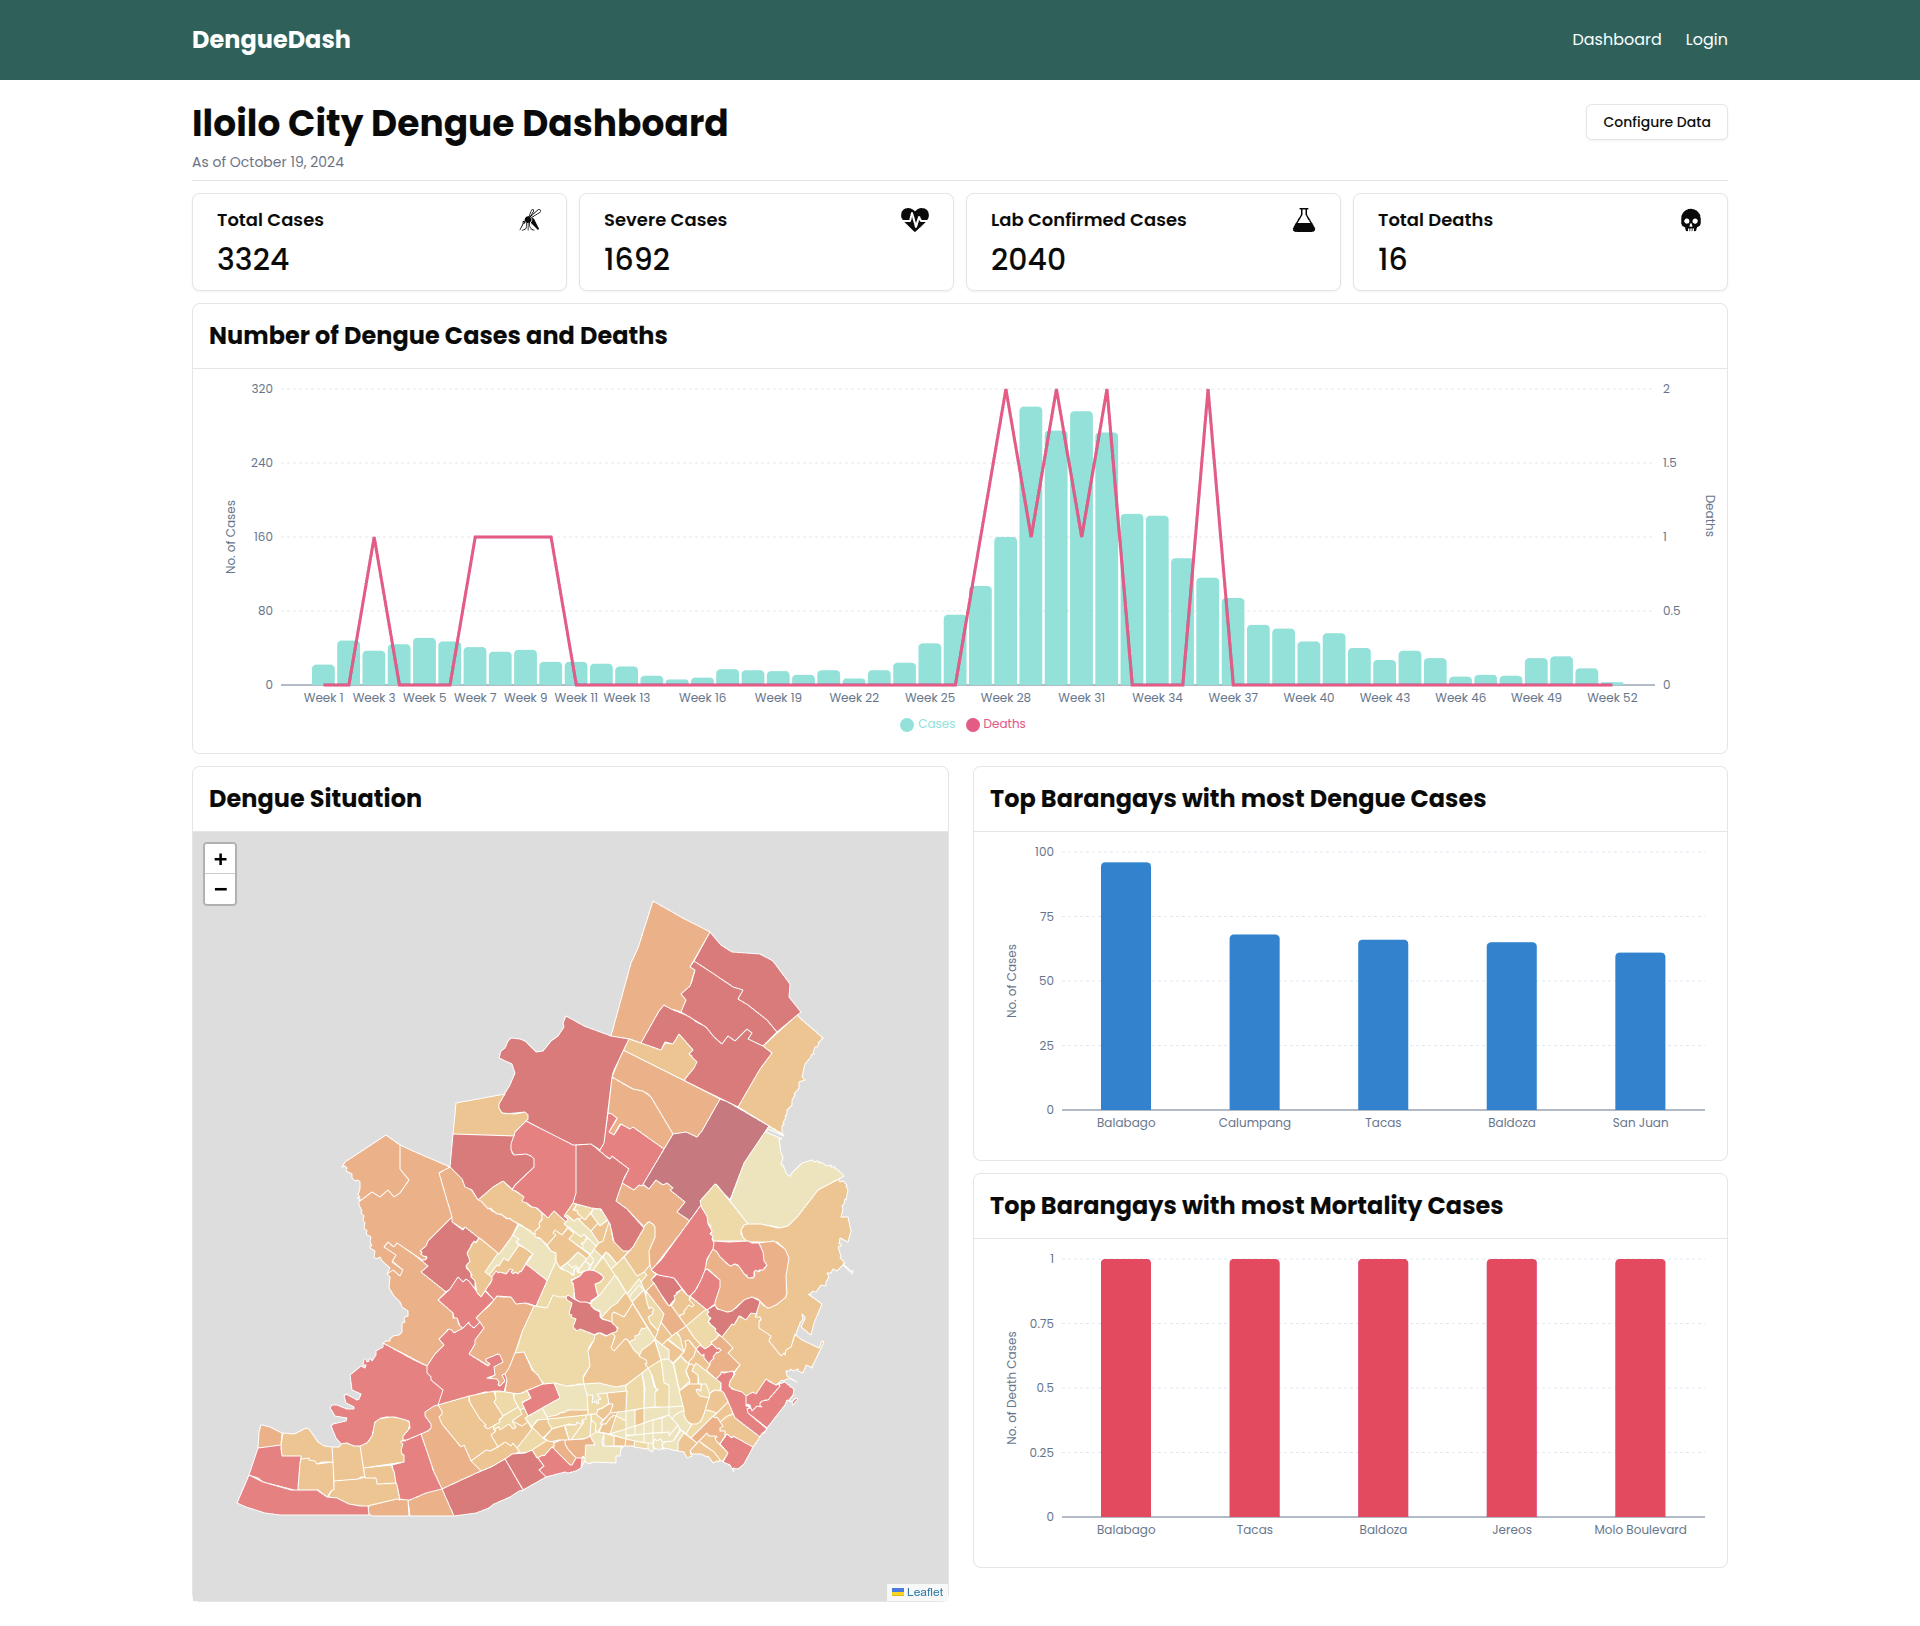 DengueDash
Dashboard Login
Iloilo City Dengue Dashboard
Configure Data
As of October 19, 2024
Total Cases
3324
Severe Cases
1692
Lab Confirmed Cases
2040
Total Deaths
16
Number of Dengue Cases and Deaths
320
240
160
80
0
No. of Cases
2
1.5
1
0.5
0
Deaths
Week 1 Week 3 Week 5 Week 7 Week 9 Week 11 Week 13 Week 16 Week 19 Week 22 Week 25 Week 28 Week 31 Week 34 Week 37 Week 40 Week 43 Week 46 Week 49 Week 52
Cases Deaths
Dengue Situation
+
−
Leaflet
Top Barangays with most Dengue Cases
100
75
50
25
0
No. of Cases
Balabago Calumpang Tacas Baldoza San Juan
Top Barangays with most Mortality Cases
1
0.75
0.5
0.25
0
No. of Death Cases
Balabago Tacas Baldoza Jereos Molo Boulevard